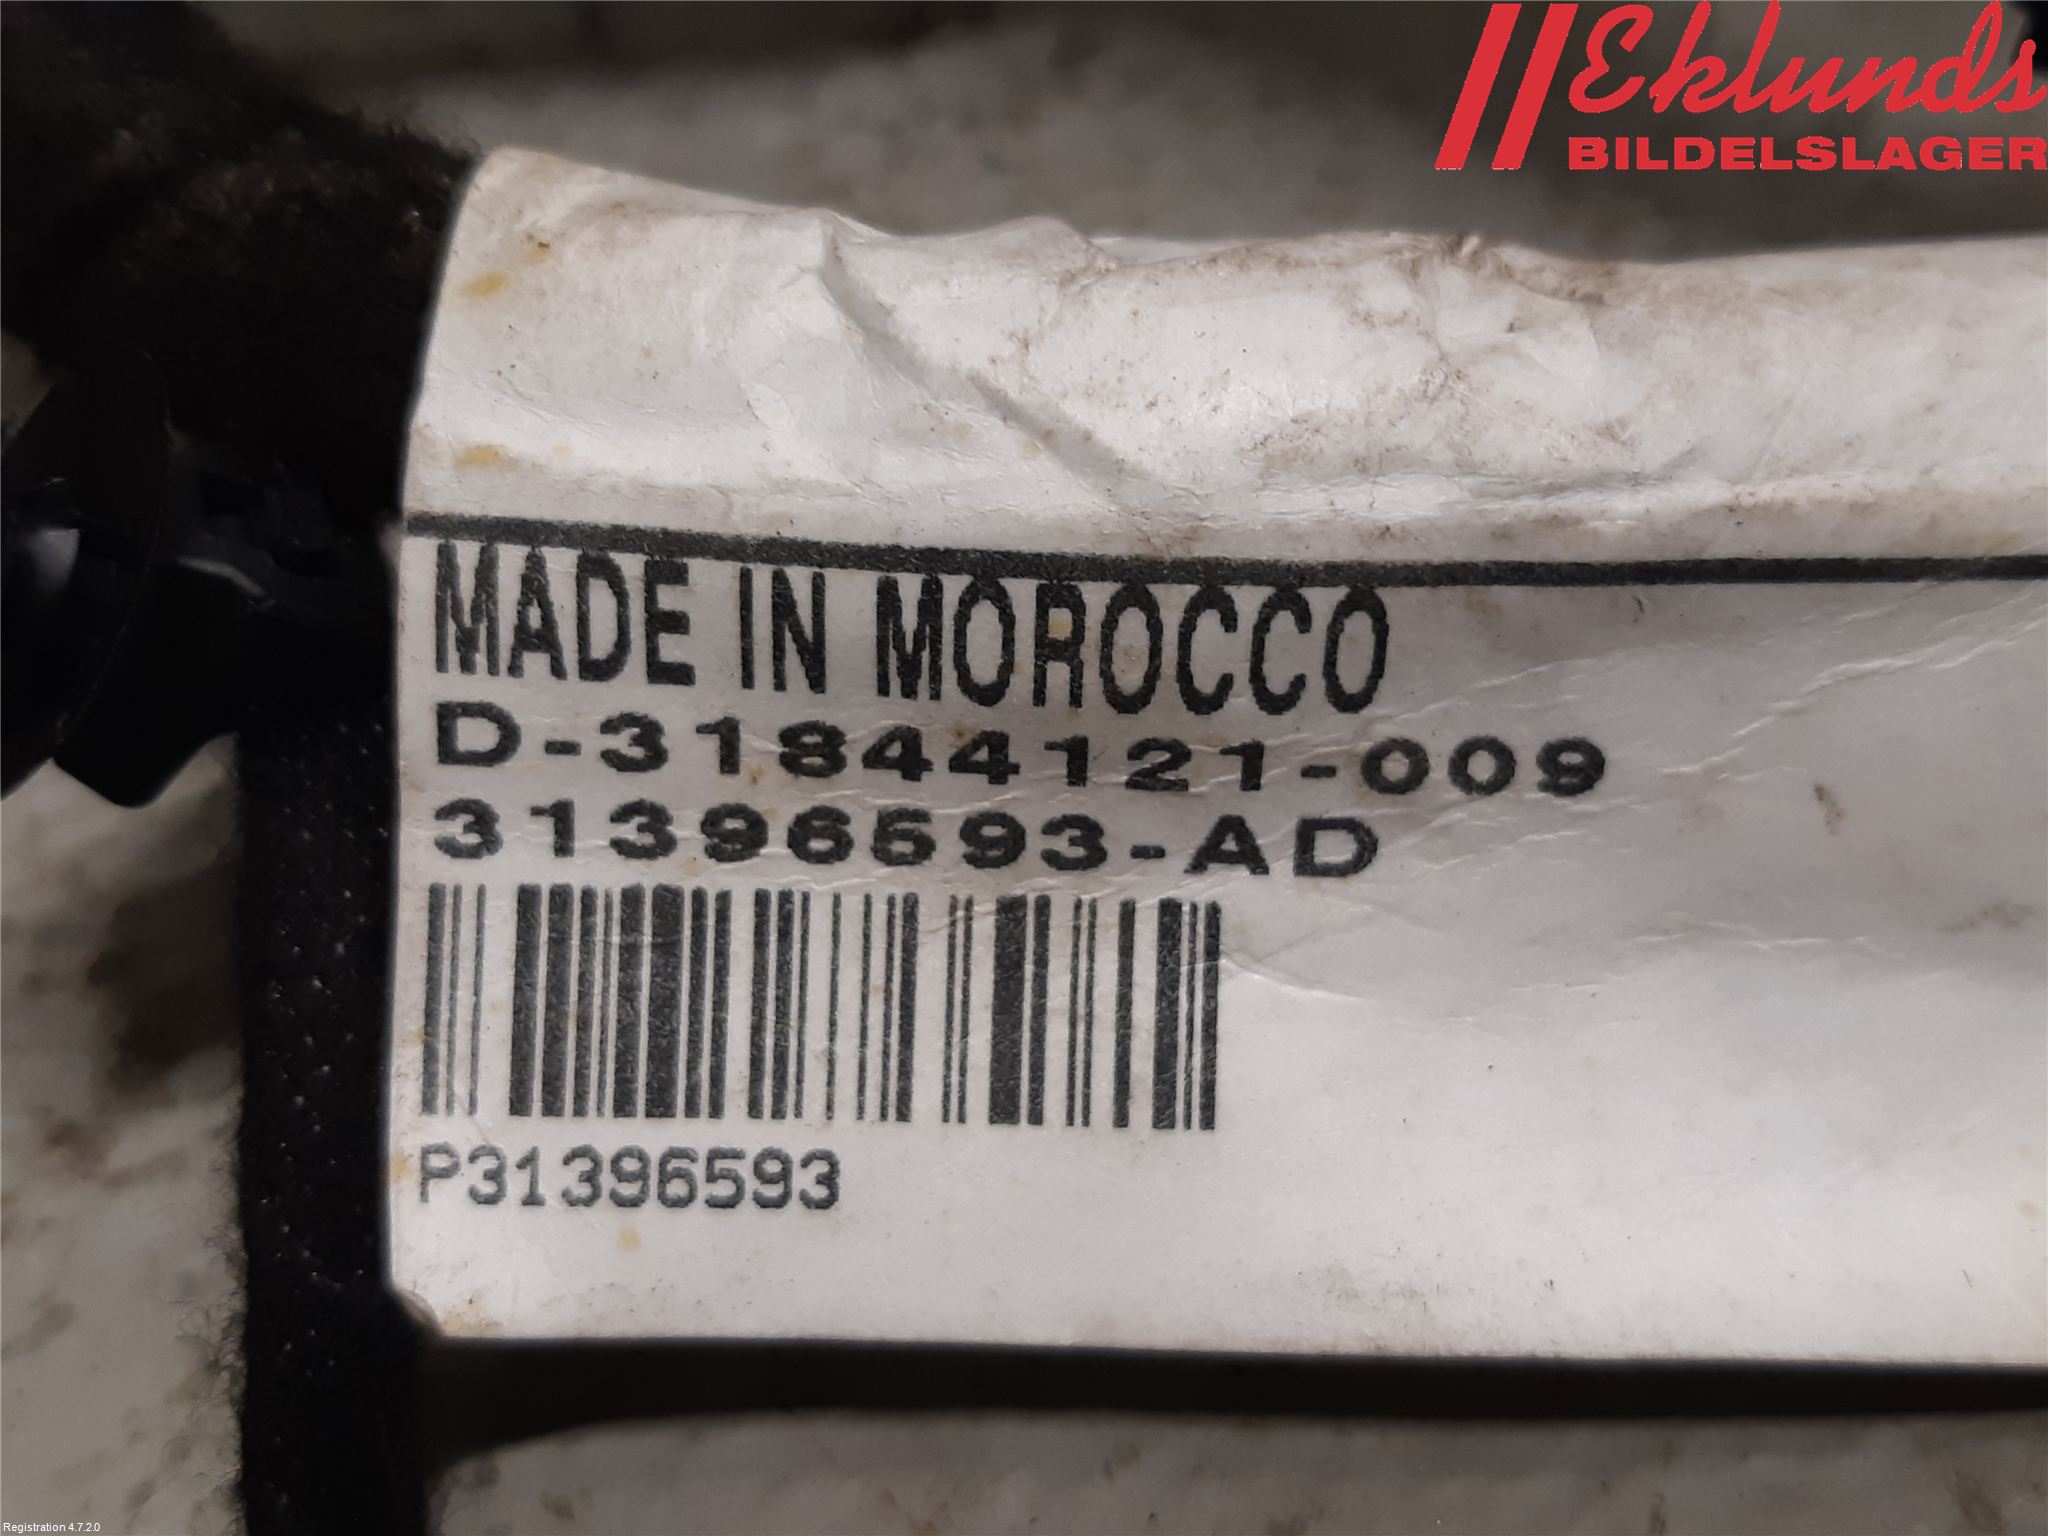 Eklunds
BILDELSLAGER
MADE IN MOROCCO
D-31844121-009
31396593-AD
P31396593
Registration 4.7.2.0